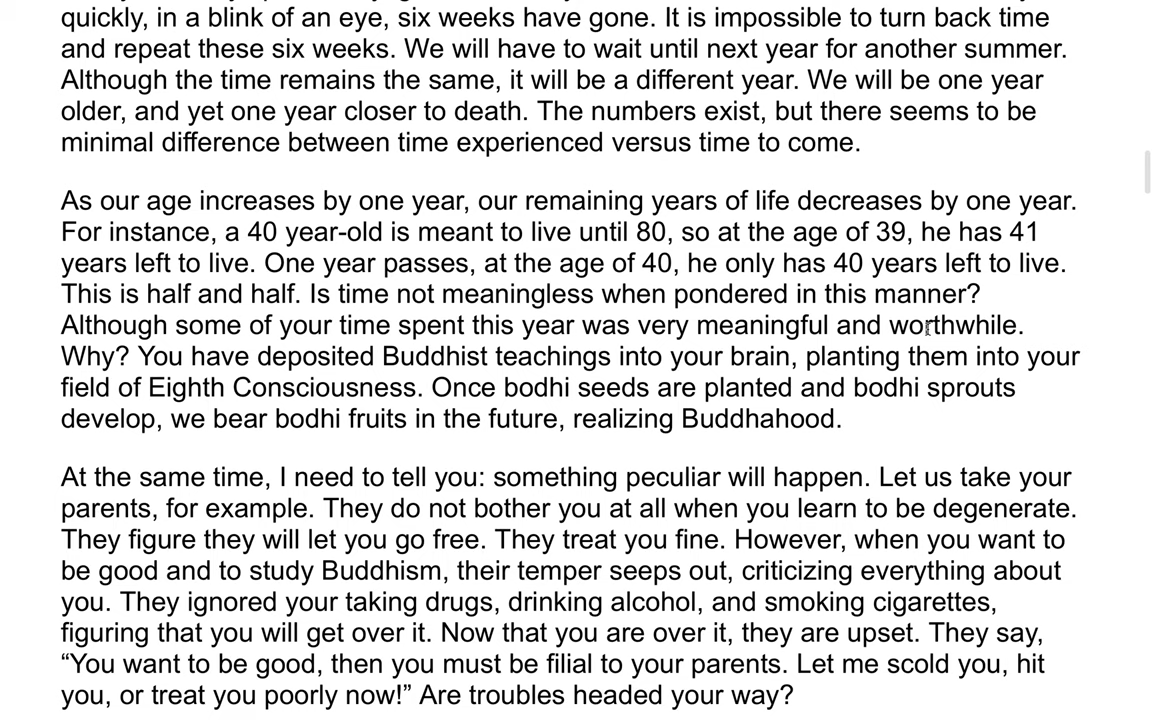 quickly, in a blink of an eye, six weeks have gone. It is impossible to turn back time
and repeat these six weeks. We will have to wait until next year for another summer.
Although the time remains the same, it will be a different year. We will be one year
older, and yet one year closer to death. The numbers exist, but there seems to be
minimal difference between time experienced versus time to come.
As our age increases by one year, our remaining years of life decreases by one year.
For instance, a 40 year-old is meant to live until 80, so at the age of 39, he has 41
years left to live. One year passes, at the age of 40, he only has 40 years left to live.
This is half and half. Is time not meaningless when pondered in this manner?
Although some of your time spent this year was very meaningful and worthwhile.
Why? You have deposited Buddhist teachings into your brain, planting them into your
field of Eighth Consciousness. Once bodhi seeds are planted and bodhi sprouts
develop, we bear bodhi fruits in the future, realizing Buddhahood.
At the same time, I need to tell you: something peculiar will happen. Let us take your
parents, for example. They do not bother you at all when you learn to be degenerate.
They figure they will let you go free. They treat you fine. However, when you want to
be good and to study Buddhism, their temper seeps out, criticizing everything about
you. They ignored your taking drugs, drinking alcohol, and smoking cigarettes,
figuring that you will get over it. Now that you are over it, they are upset. They say,
“You want to be good, then you must be filial to your parents. Let me scold you, hit
you, or treat you poorly now!” Are troubles headed your way?